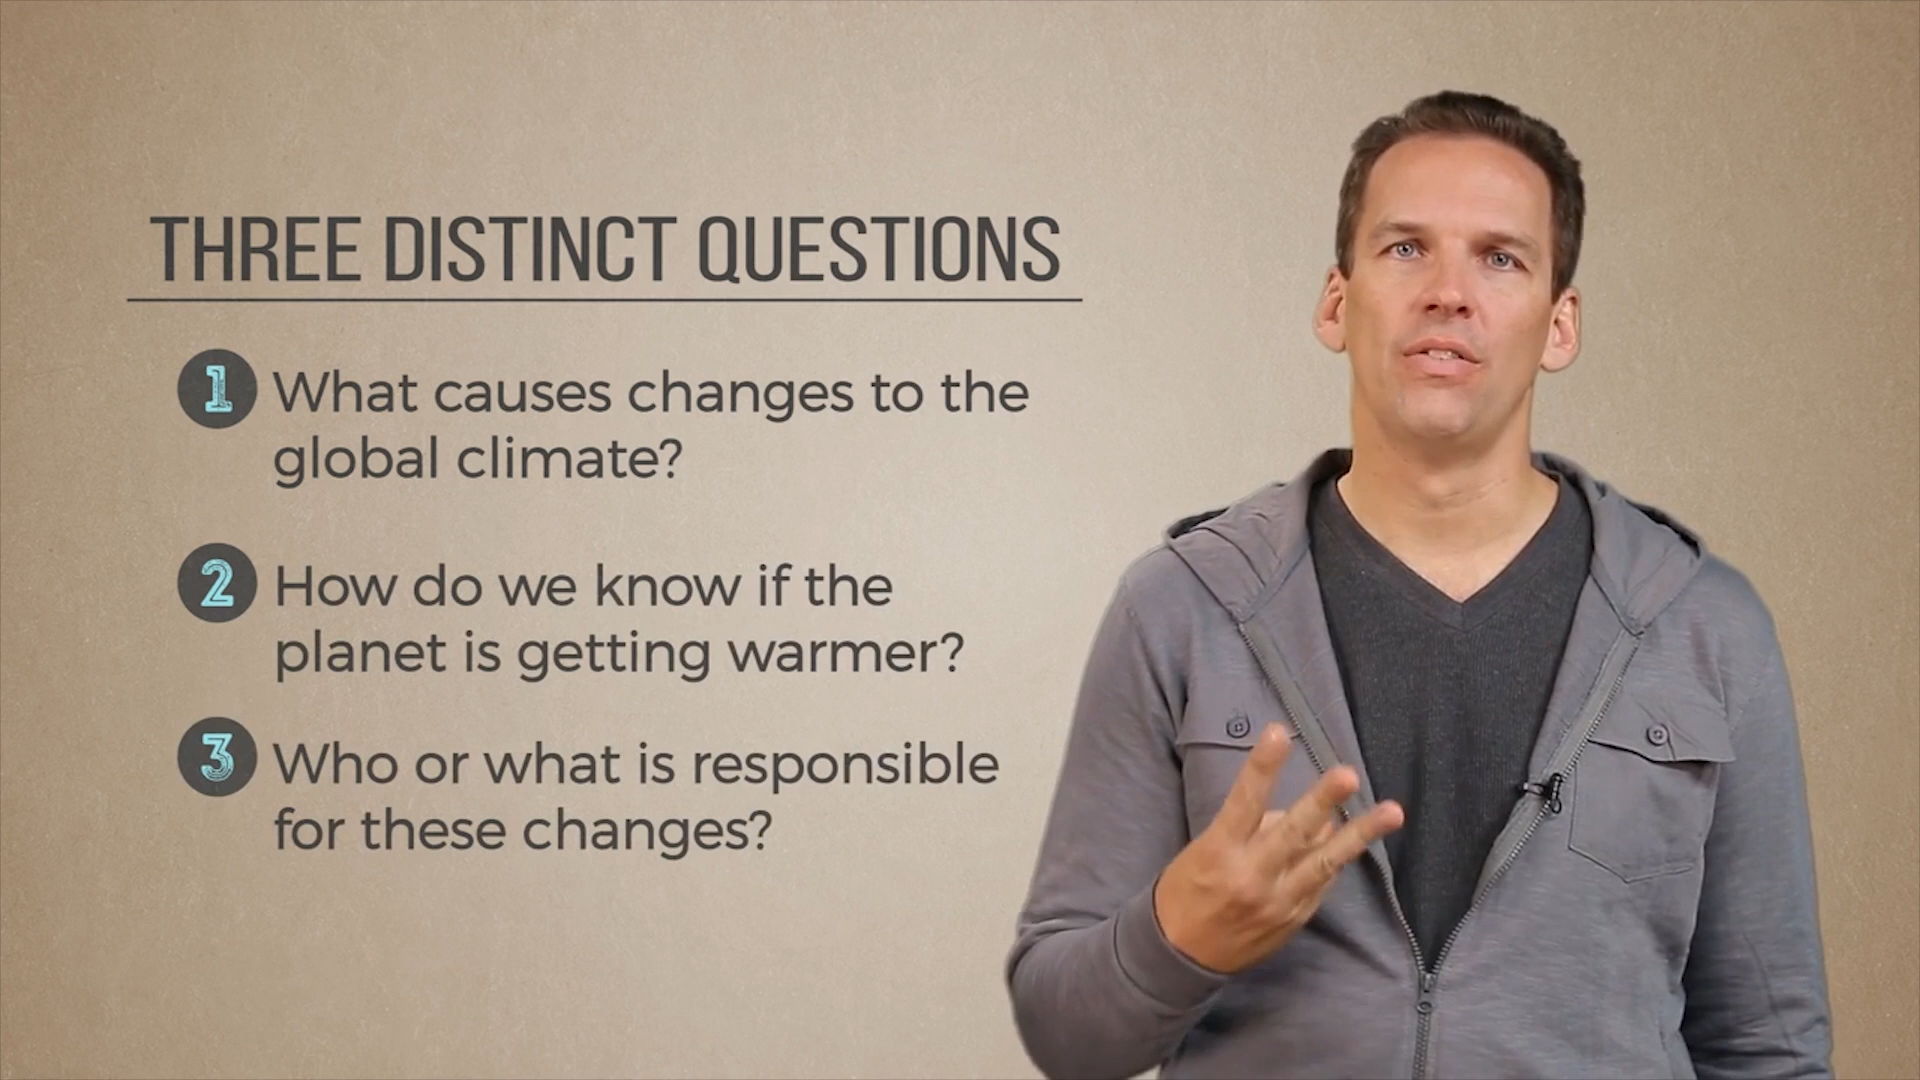 THREE DISTINCT QUESTIONS
1 What causes changes to the
global climate?
2 How do we know if the
planet is getting warmer?
3 Who or what is responsible
for these changes?